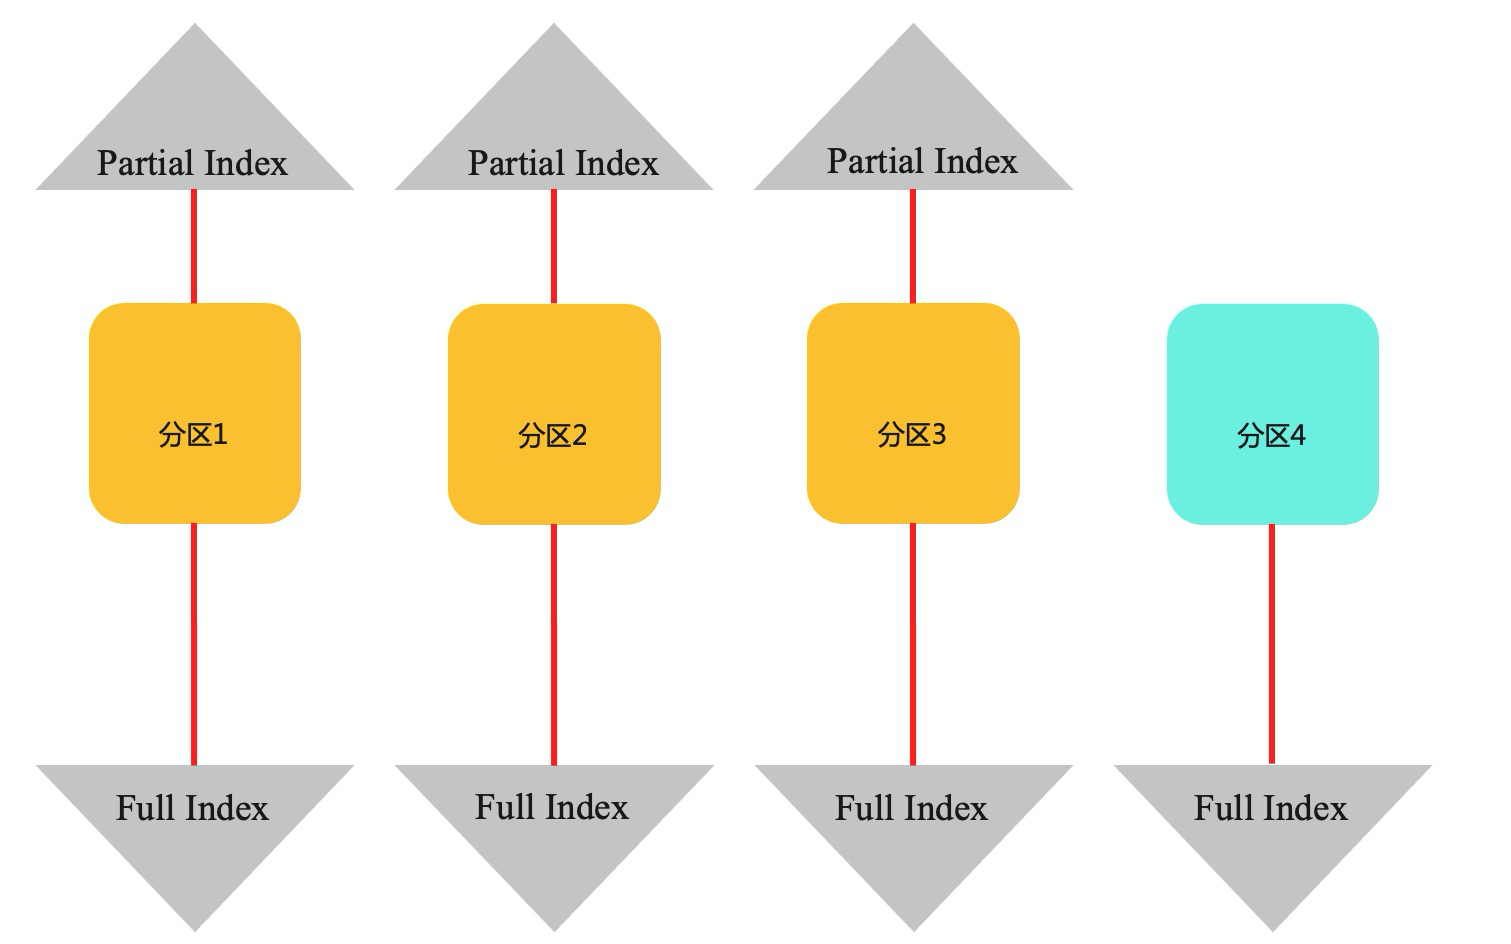 Partial Index
Partial Index
Partial Index
分区1
分区2
分区3
分区4
Full Index
Full Index
Full Index
Full Index